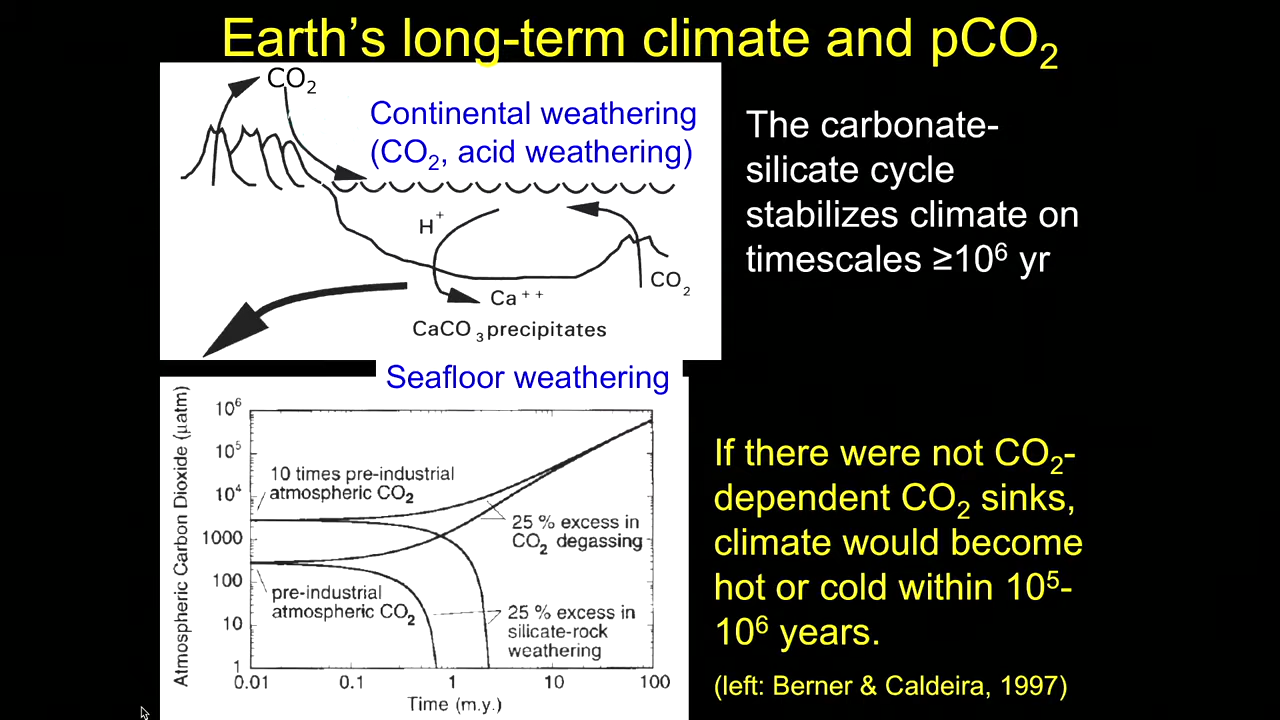 Earth's long-term climate and pCO₂
CO₂
Continental weathering
(CO₂, acid weathering)
H⁺
CO₂
Ca⁺⁺
CaCO₃ precipitates
The carbonate-
silicate cycle
stabilizes climate on
timescales ≥10⁶ yr
Seafloor weathering
Atmospheric Carbon Dioxide (µatm)
10⁶
10⁵
10⁴
1000
100
10
1
10 times pre-industrial
atmospheric CO₂
25 % excess in
CO₂ degassing
pre-industrial
atmospheric CO₂
25 % excess in
silicate-rock
weathering
0.01
0.1
1
10
100
Time (m.y.)
If there were not CO₂-
dependent CO₂ sinks,
climate would become
hot or cold within 10⁵-
10⁶ years.
(left: Berner & Caldeira, 1997)